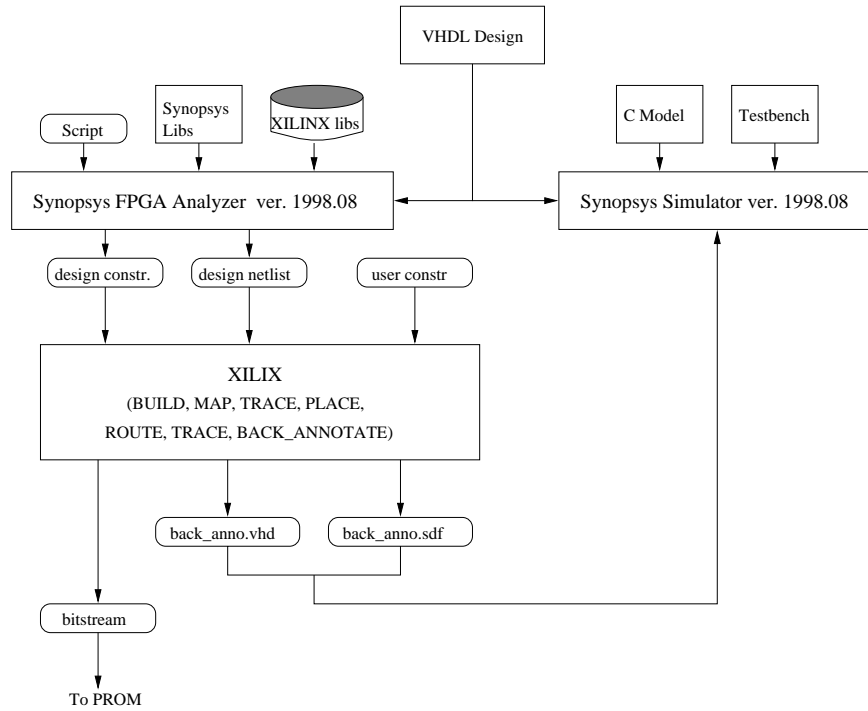 VHDL Design
Synopsys
Libs
XILINX libs
Script
C Model
Testbench
Synopsys FPGA Analyzer ver. 1998.08
Synopsys Simulator ver. 1998.08
design constr.
design netlist
user constr
XILIX
(BUILD, MAP, TRACE, PLACE,
ROUTE, TRACE, BACK_ANNOTATE)
back_anno.vhd
back_anno.sdf
bitstream
To PROM